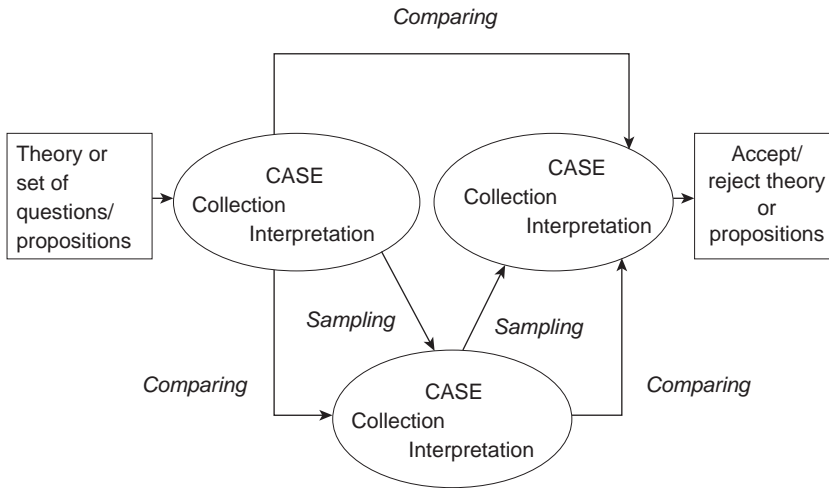 Comparing
Theory or
set of
questions/
propositions
CASE
Collection
Interpretation
CASE
Collection
Interpretation
Accept/
reject theory
or
propositions
Sampling
Sampling
Comparing
Comparing
CASE
Collection
Interpretation